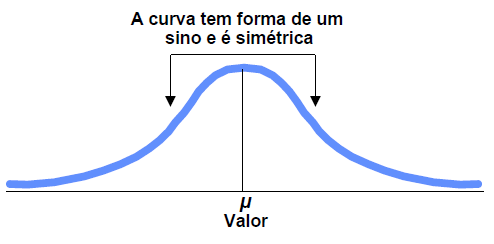 A curva tem forma de um
sino e é simétrica
μ
Valor